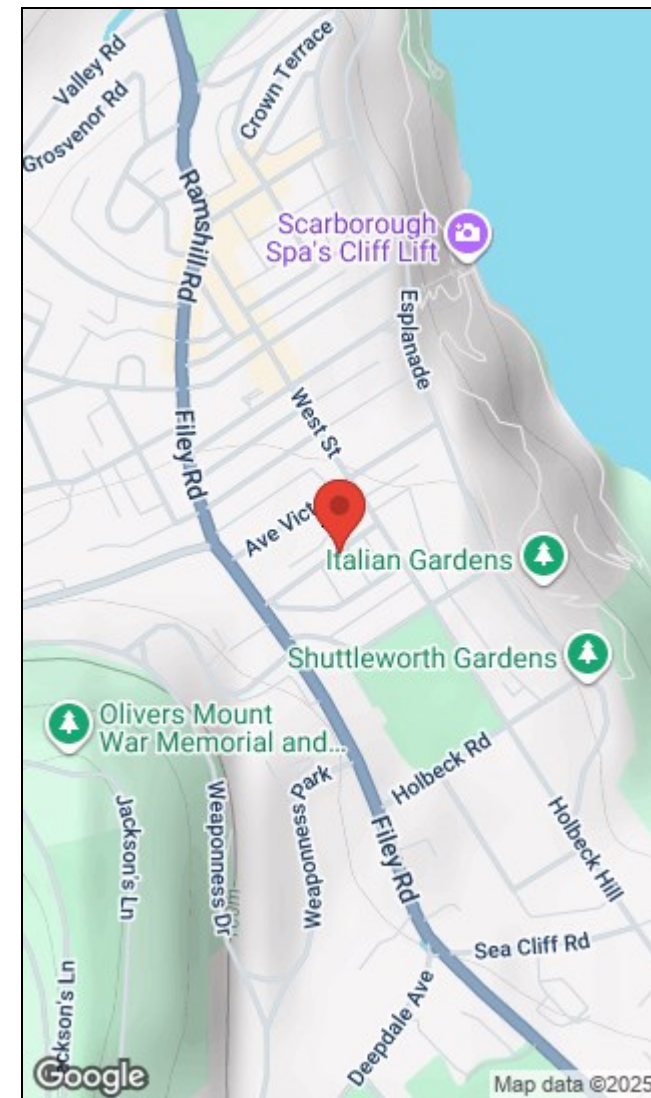 Valley Rd
Grosvenor Rd
Crown Terrace
Ramshill Rd
Scarborough
Spa's Cliff Lift
Esplanade
West St
Filey Rd
Ave Vict
Italian Gardens
Shuttleworth Gardens
Olivers Mount
War Memorial and...
Holbeck Rd
Weaponness Park
Jackson's Ln
Weaponness Dr
Filey Rd
Holbeck Hill
Sea Cliff Rd
Deepdale Ave
Jackson's Ln
Google
Map data ©2025